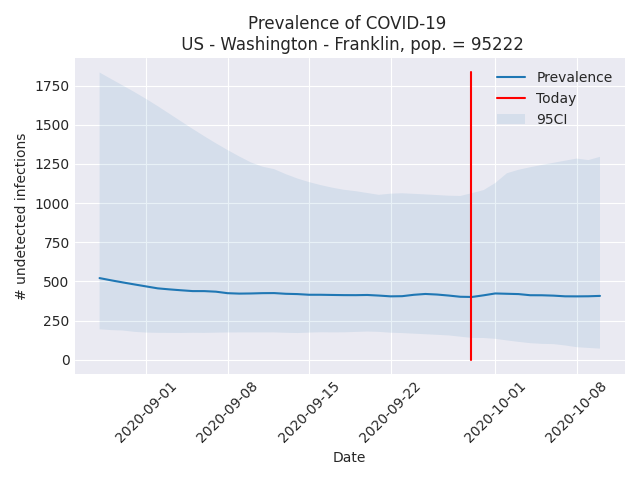 Prevalence of COVID-19
US - Washington - Franklin, pop. = 95222
Prevalence
Today
95CI
# undetected infections
1750
1500
1250
1000
750
500
250
0
2020-09-01
2020-09-08
2020-09-15
2020-09-22
2020-10-01
2020-10-08
Date